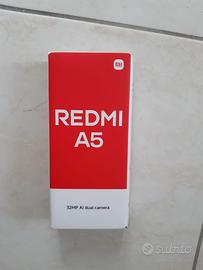 mi
REDMI
A5
32MP AI dual camera
subito